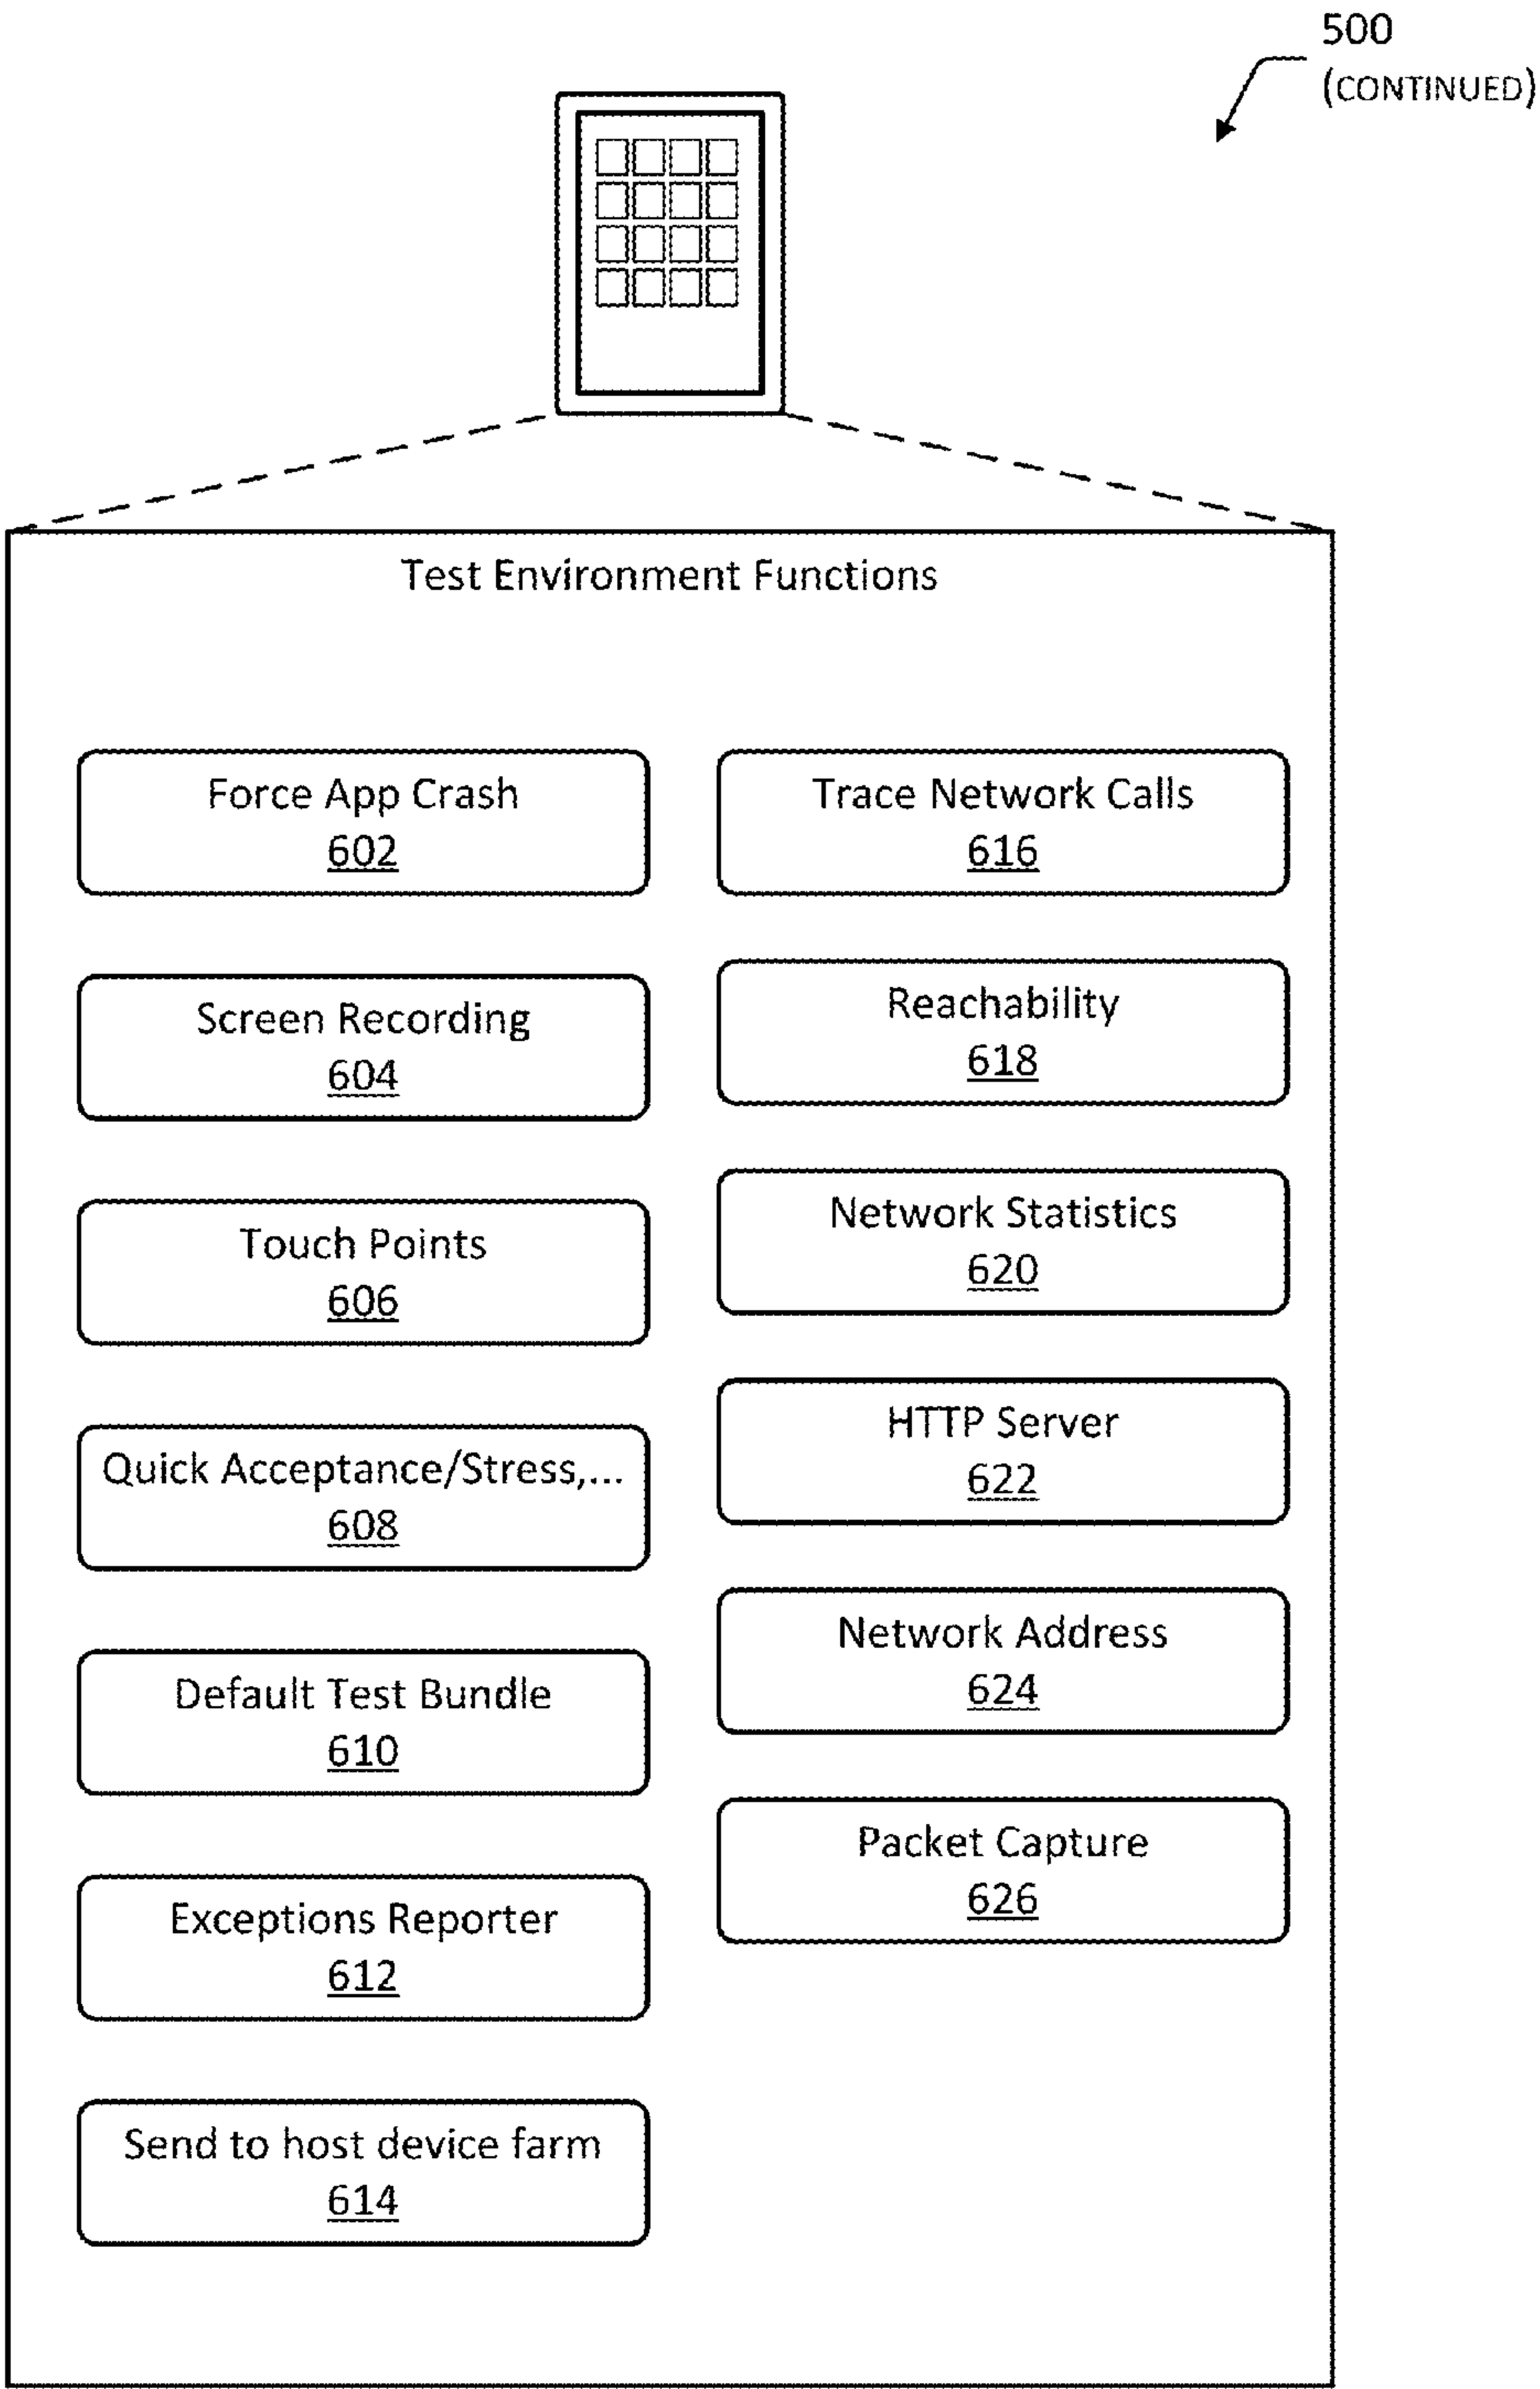 500
(CONTINUED)
Test Environment Functions
Force App Crash
602
Screen Recording
604
Touch Points
606
Quick Acceptance/Stress,...
608
Default Test Bundle
610
Exceptions Reporter
612
Send to host device farm
614
Trace Network Calls
616
Reachability
618
Network Statistics
620
HTTP Server
622
Network Address
624
Packet Capture
626